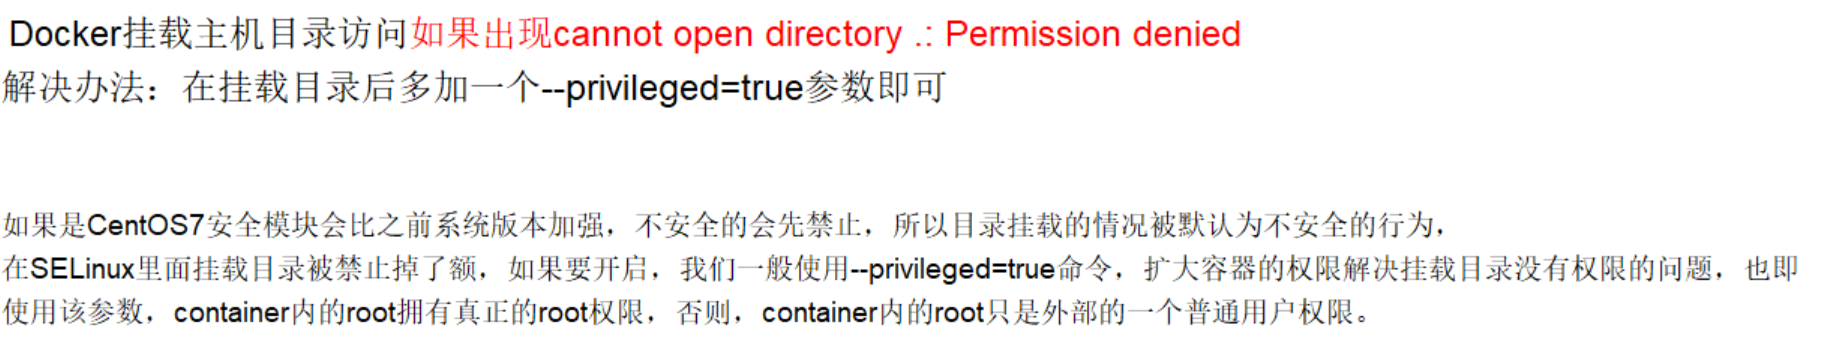 Docker挂载主机目录访问如果出现cannot open directory .: Permission denied
解决办法：在挂载目录后多加一个--privileged=true参数即可
如果是CentOS7安全模块会比之前系统版本加强，不安全的会先禁止，所以目录挂载的情况被默认为不安全的行为，
在SELinux里面挂载目录被禁止掉了额，如果要开启，我们一般使用--privileged=true命令，扩大容器的权限解决挂载目录没有权限的问题，也即
使用该参数，container内的root拥有真正的root权限，否则，container内的root只是外部的一个普通用户权限。